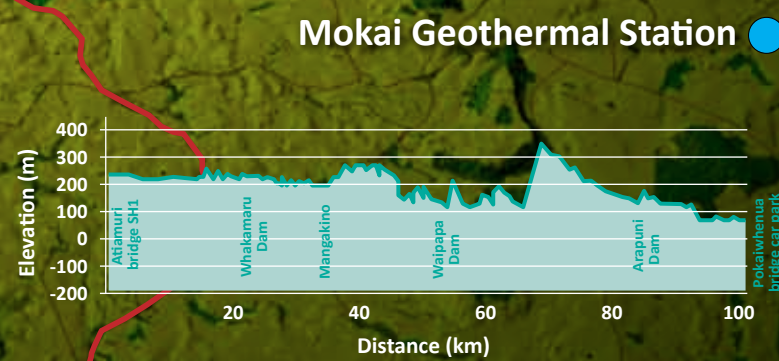 Mokai Geothermal Station
Elevation (m)
400
300
200
100
0
-100
-200
Atiamuri
bridge SH1
Whakamaru
Dam
Mangakino
Waipapa
Dam
Arapuni
Dam
Pokaiwhenua
bridge car park
20
40
60
80
100
Distance (km)